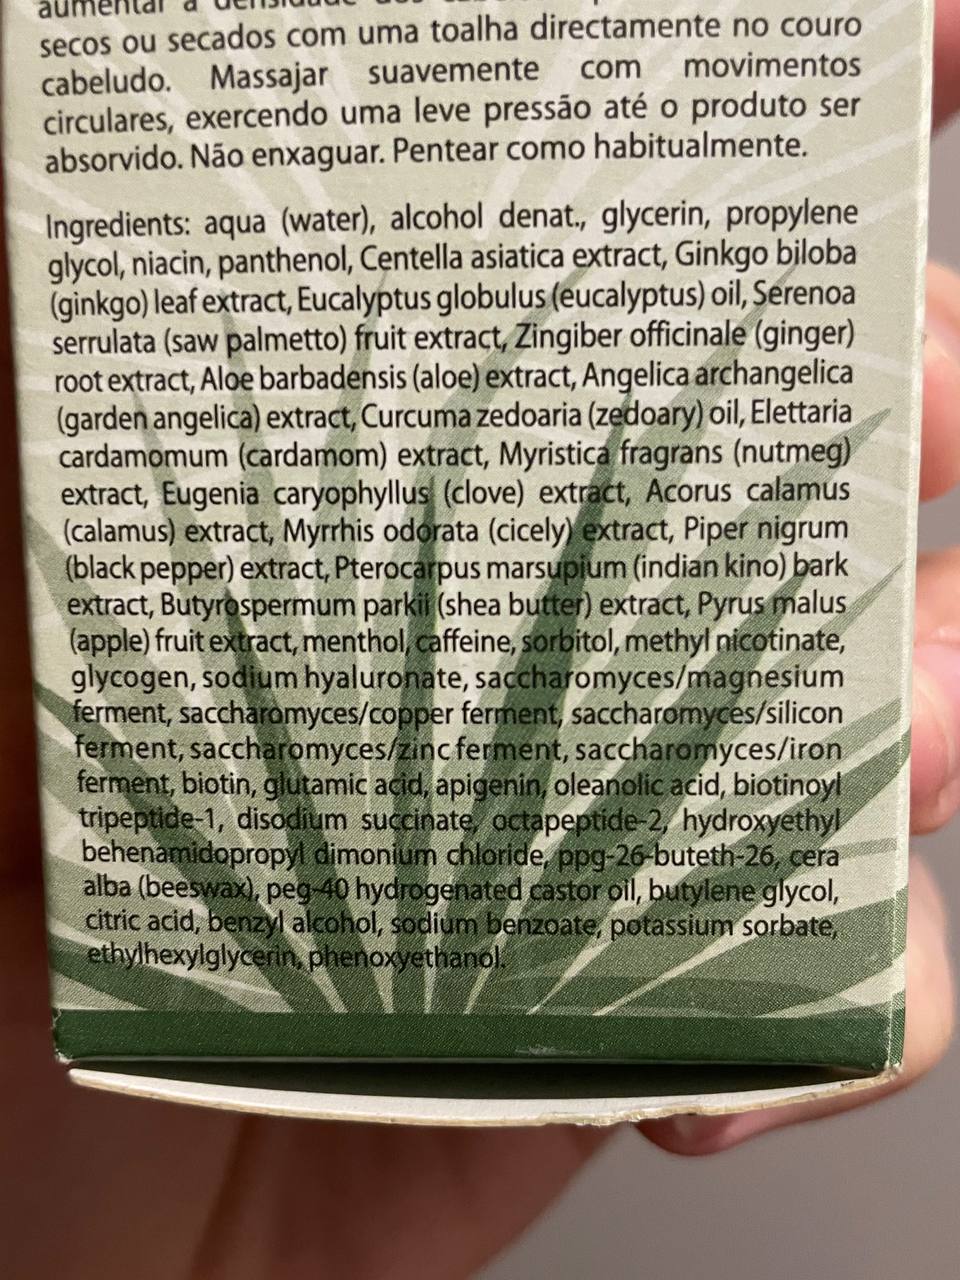 aumentar a densidade dos
secos ou secados com uma toalha directamente no couro
cabeludo. Massajar suavemente com movimentos
circulares, exercendo uma leve pressão até o produto ser
absorvido. Não enxaguar. Pentear como habitualmente.
Ingredients: aqua (water), alcohol denat., glycerin, propylene
glycol, niacin, panthenol, Centella asiatica extract, Ginkgo biloba
(ginkgo) leaf extract, Eucalyptus globulus (eucalyptus) oil, Serenoa
serrulata (saw palmetto) fruit extract, Zingiber officinale (ginger)
root extract, Aloe barbadensis (aloe) extract, Angelica archangelica
(garden angelica) extract, Curcuma zedoaria (zedoary) oil, Elettaria
cardamomum (cardamom) extract, Myristica fragrans (nutmeg)
extract, Eugenia caryophyllus (clove) extract, Acorus calamus
(calamus) extract, Myrrhis odorata (cicely) extract, Piper nigrum
(black pepper) extract, Pterocarpus marsupium (indian kino) bark
extract, Butyrospermum parkii (shea butter) extract, Pyrus malus
(apple) fruit extract, menthol, caffeine, sorbitol, methyl nicotinate,
glycogen, sodium hyaluronate, saccharomyces/magnesium
ferment, saccharomyces/copper ferment, saccharomyces/silicon
ferment, saccharomyces/zinc ferment, saccharomyces/iron
ferment, biotin, glutamic acid, apigenin, oleanolic acid, biotinoyl
tripeptide-1, disodium succinate, octapeptide-2, hydroxyethyl
behenamidopropyl dimonium chloride, ppg-26-buteth-26, cera
alba (beeswax), peg-40 hydrogenated castor oil, butylene glycol,
citric acid, benzyl alcohol, sodium benzoate, potassium sorbate,
ethylhexylglycerin, phenoxyethanol.